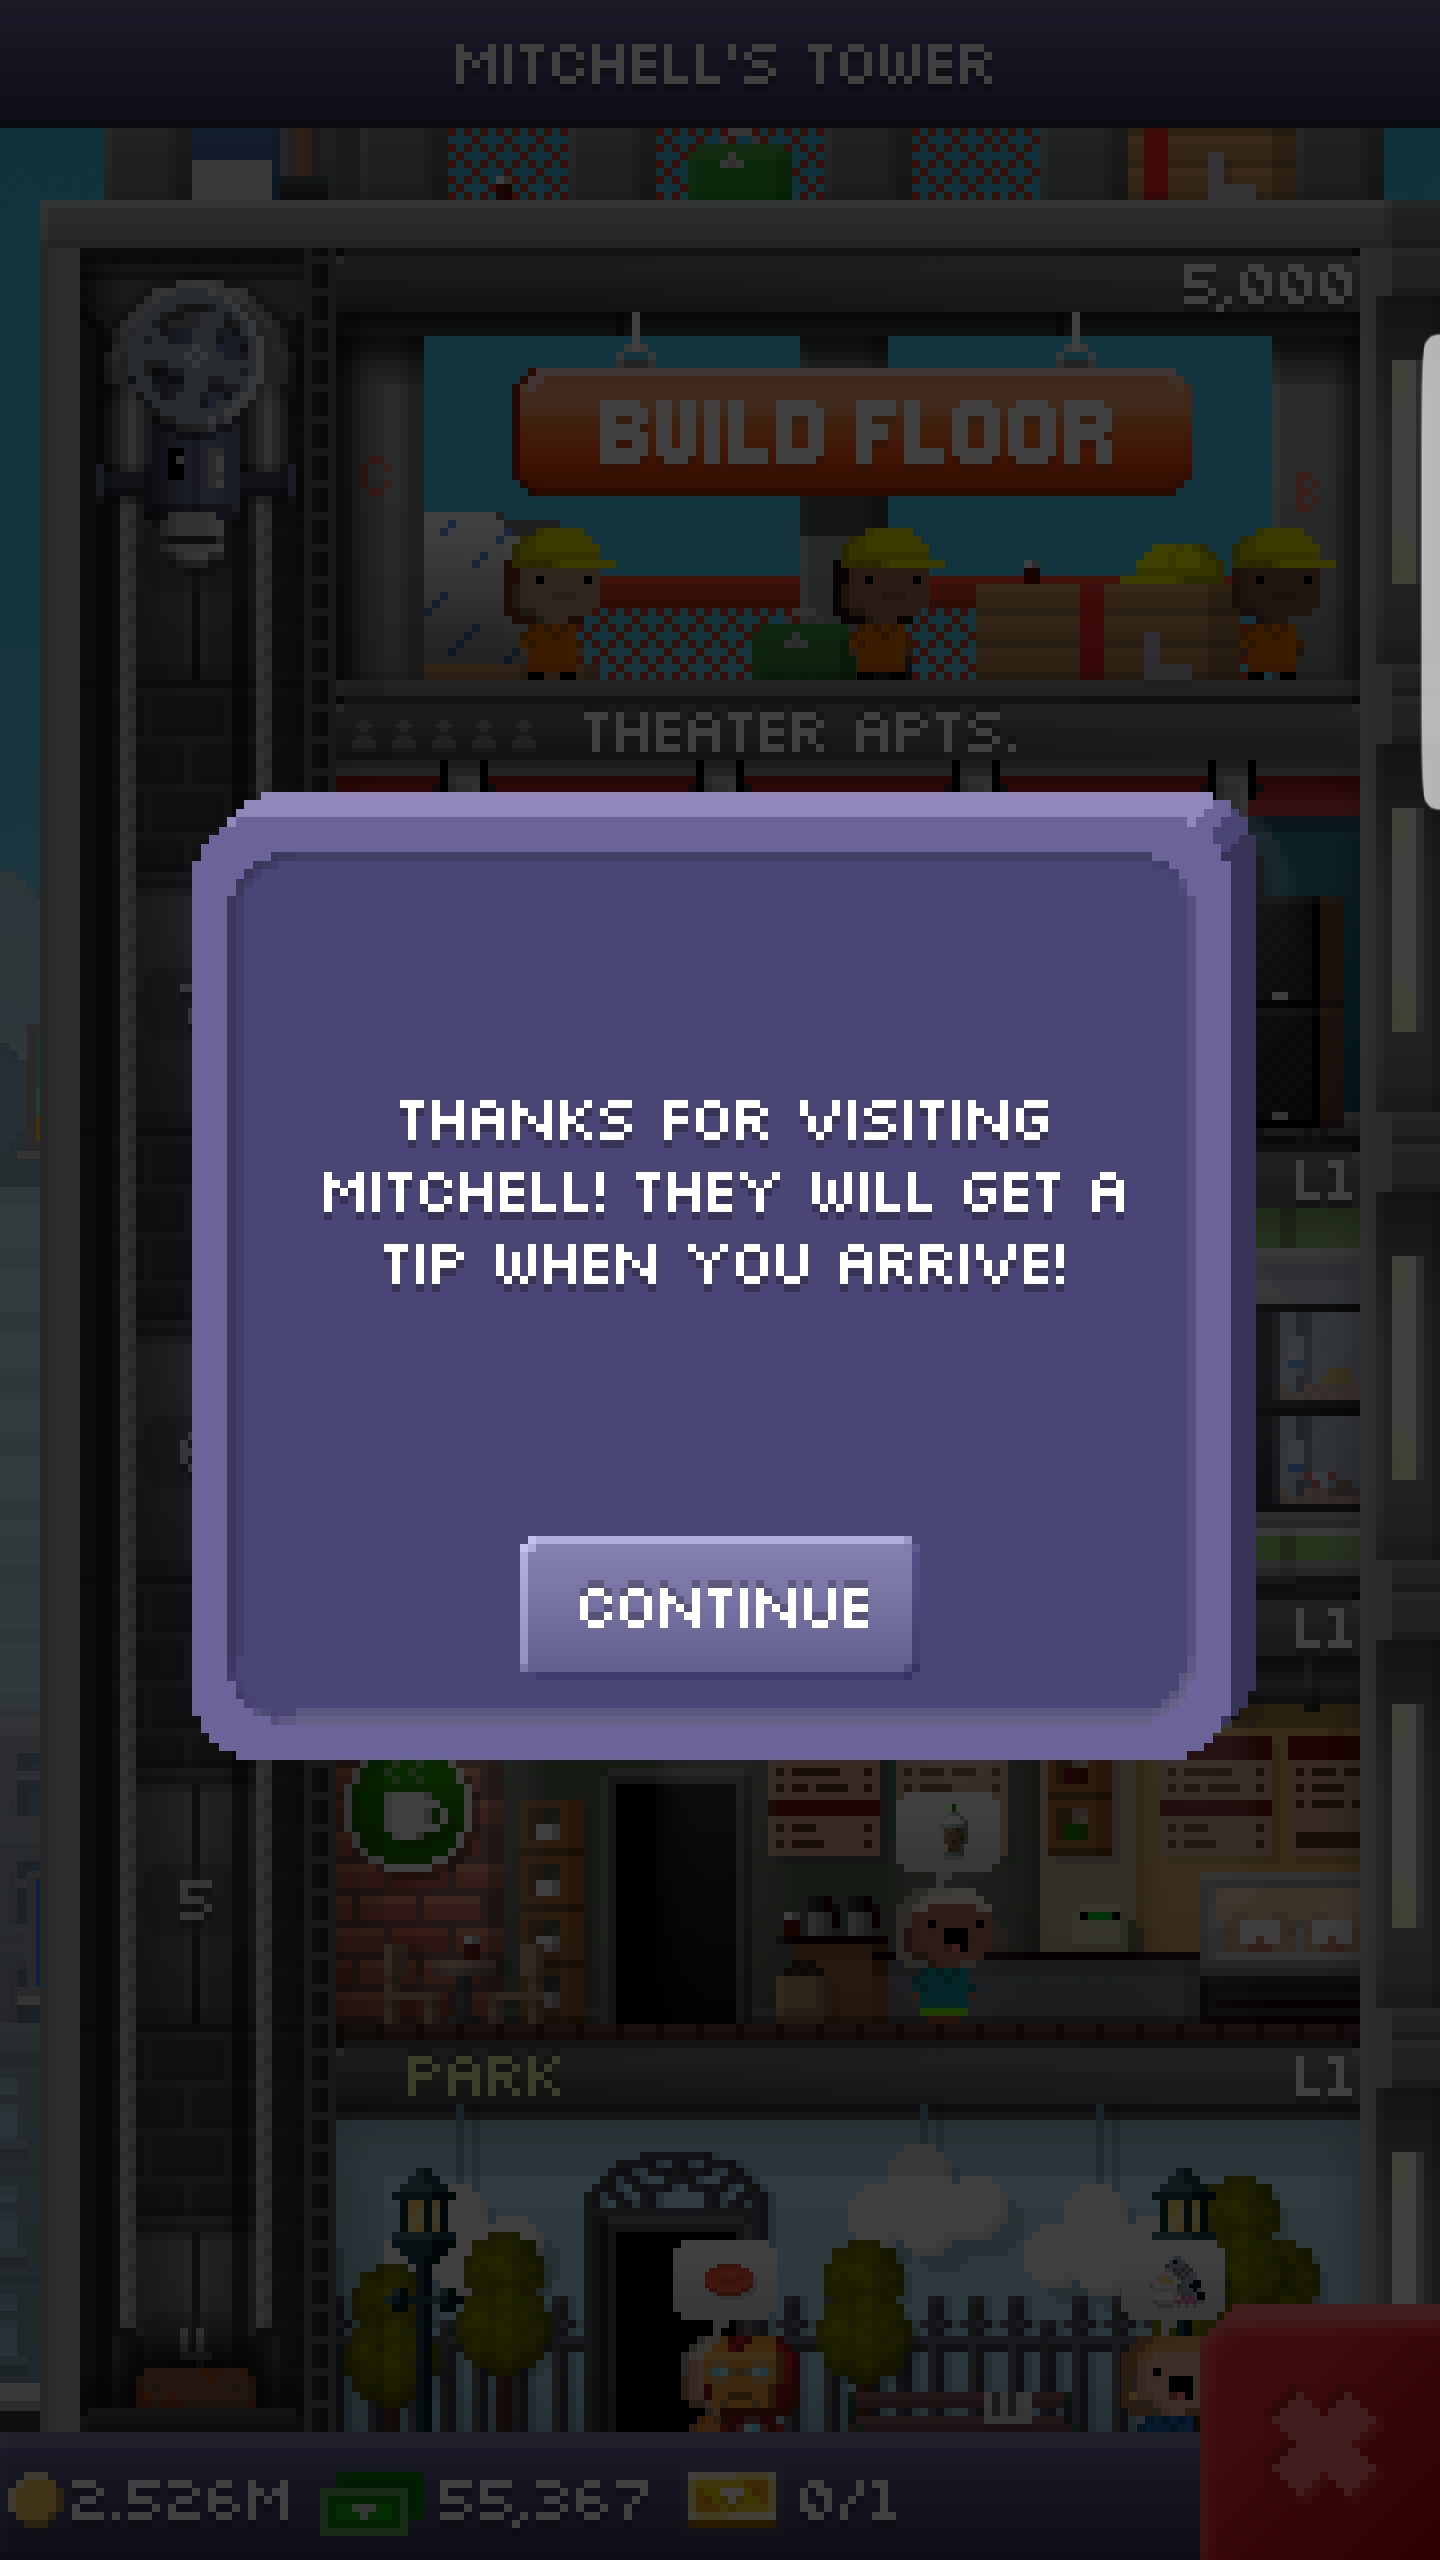 MITCHELL'S TOWER
5,000
BUILD FLOOR
C
B
THEATER APTS.
THANKS FOR VISITING
MITCHELL! THEY WILL GET A
TIP WHEN YOU ARRIVE!
L1
L1
CONTINUE
5
PARK
L1
2.526M
55,367
0/1